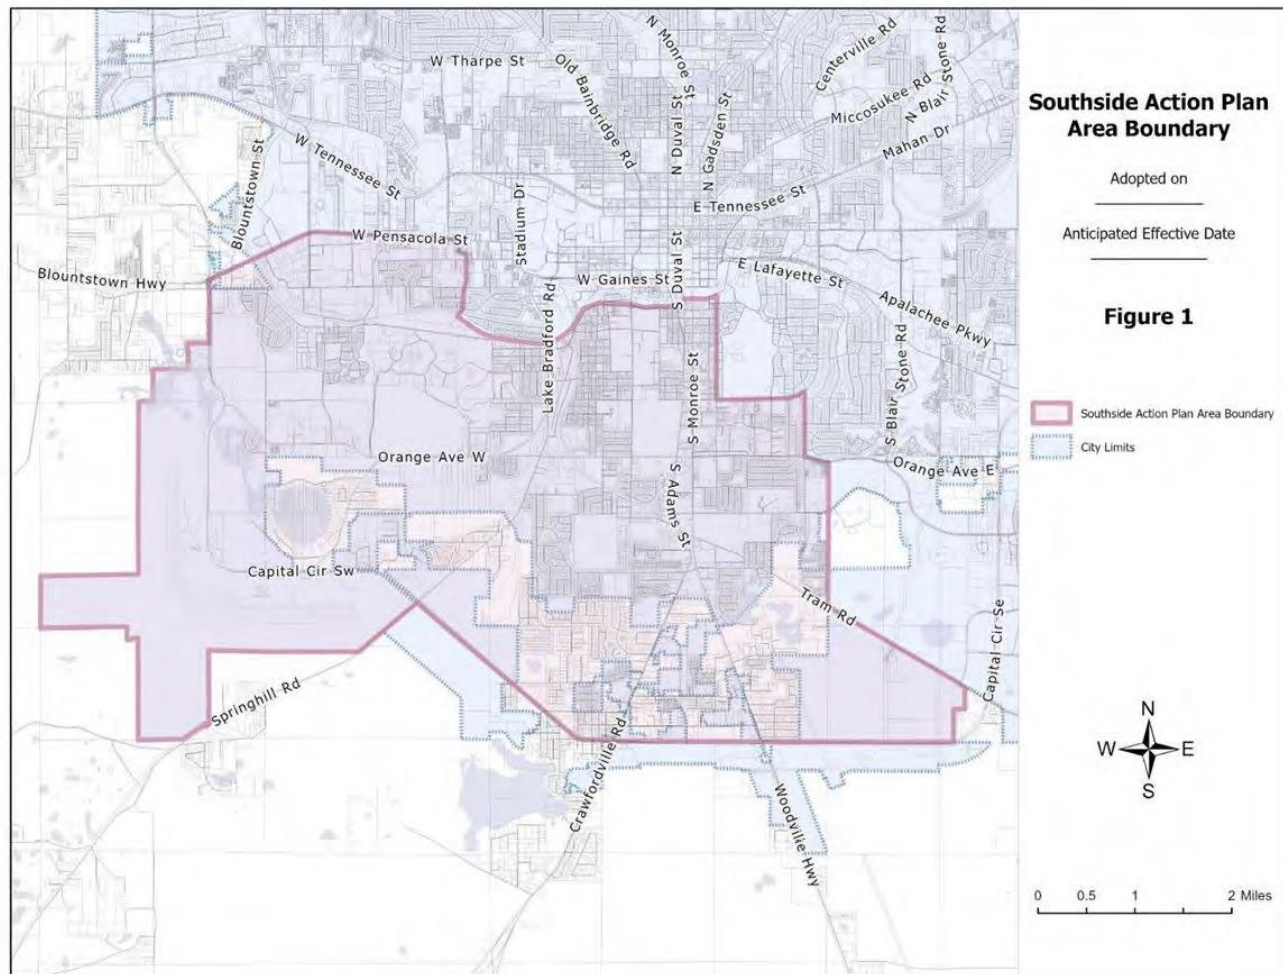 N Monroe St
Centerville Rd
N Blair Stone Rd
W Tharpe St
Old Bainbridge Rd
Miccosukee Rd
N Duval St
N Gadsden St
Mahan Dr
W Tennessee St
Blountstown St
E Tennessee St
Stadium Dr
W Pensacola St
S Duval St
Blountstown Hwy
W Gaines St
E Lafayette St
Apalachee Pkwy
Lake Bradford Rd
S Monroe St
S Blair Stone Rd
Orange Ave W
Orange Ave E
S Adams St
Capital Cir Sw
Tram Rd
Capital Cir Se
Springhill Rd
Crawfordville Rd
Woodville Hwy
Southside Action Plan
Area Boundary
Adopted on
Anticipated Effective Date
Figure 1
Southside Action Plan Area Boundary
City Limits
N
W E
S
0 0.5 1 2 Miles